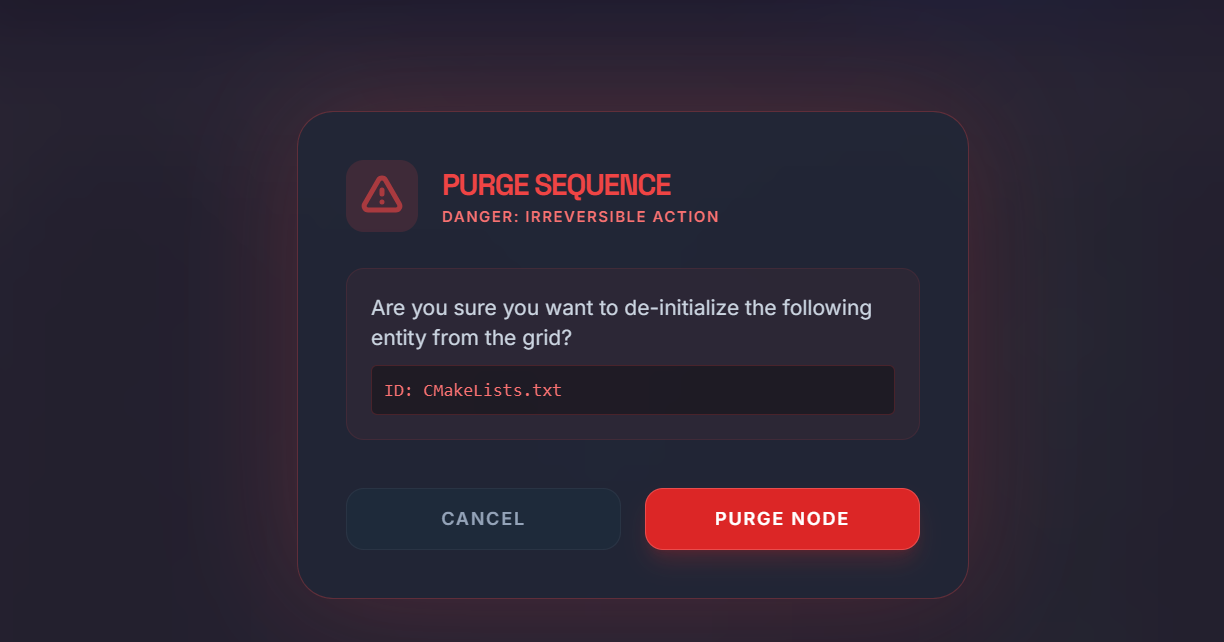 PURGE SEQUENCE
DANGER: IRREVERSIBLE ACTION
Are you sure you want to de-initialize the following
entity from the grid?
ID: CMakeLists.txt
CANCEL
PURGE NODE